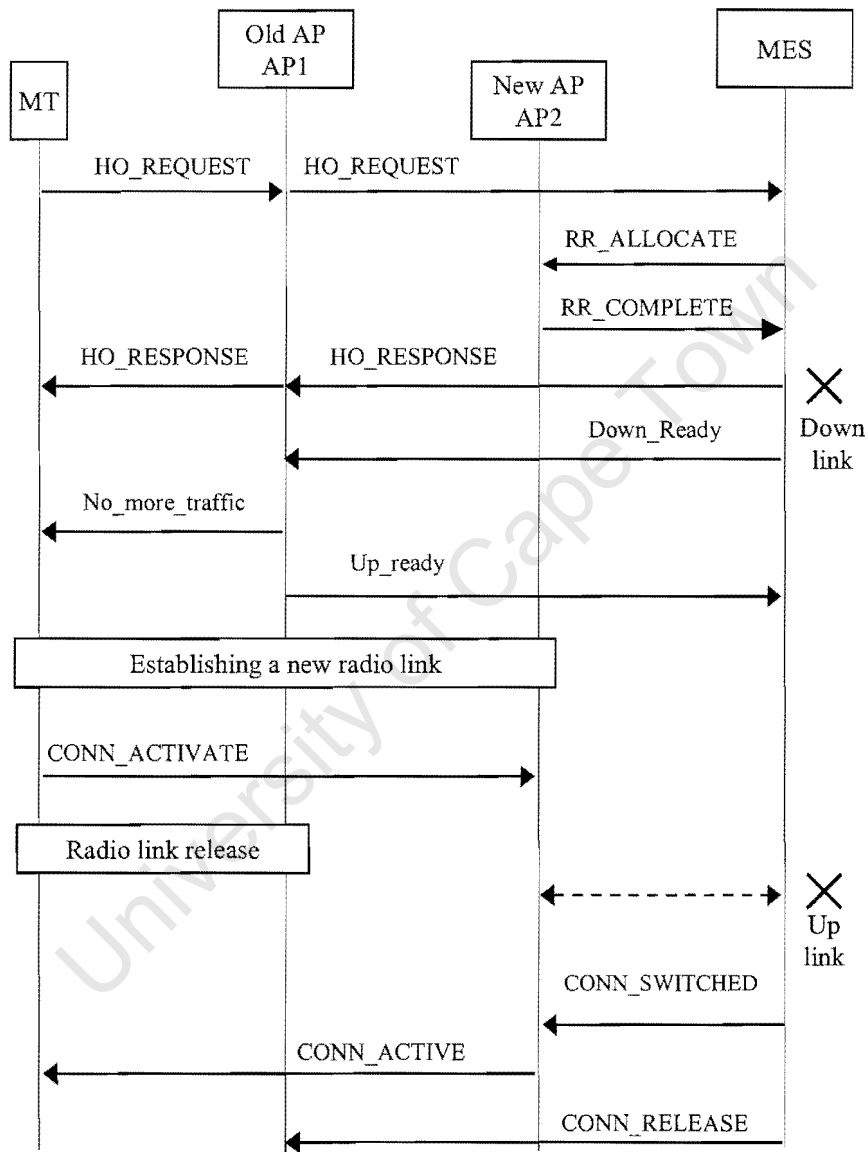 Old AP
AP1
MES
MT
New AP
AP2
HO_REQUEST
HO_REQUEST
RR_ALLOCATE
RR_COMPLETE
HO_RESPONSE
HO_RESPONSE
Down_Ready
Down
link
No_more_traffic
Up_ready
Establishing a new radio link
CONN_ACTIVATE
Radio link release
Up
link
CONN_SWITCHED
CONN_ACTIVE
CONN_RELEASE
University of Cape Town